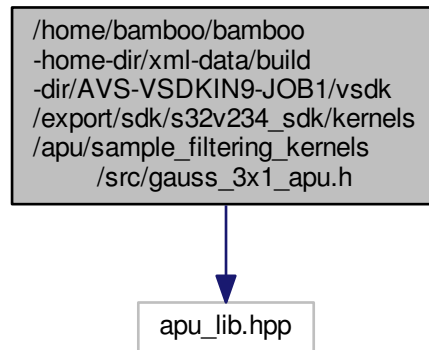 /home/bamboo/bamboo
-home-dir/xml-data/build
-dir/AVS-VSDKIN9-JOB1/vsdk
/export/sdk/s32v234_sdk/kernels
/apu/sample_filtering_kernels
/src/gauss_3x1_apu.h
apu_lib.hpp